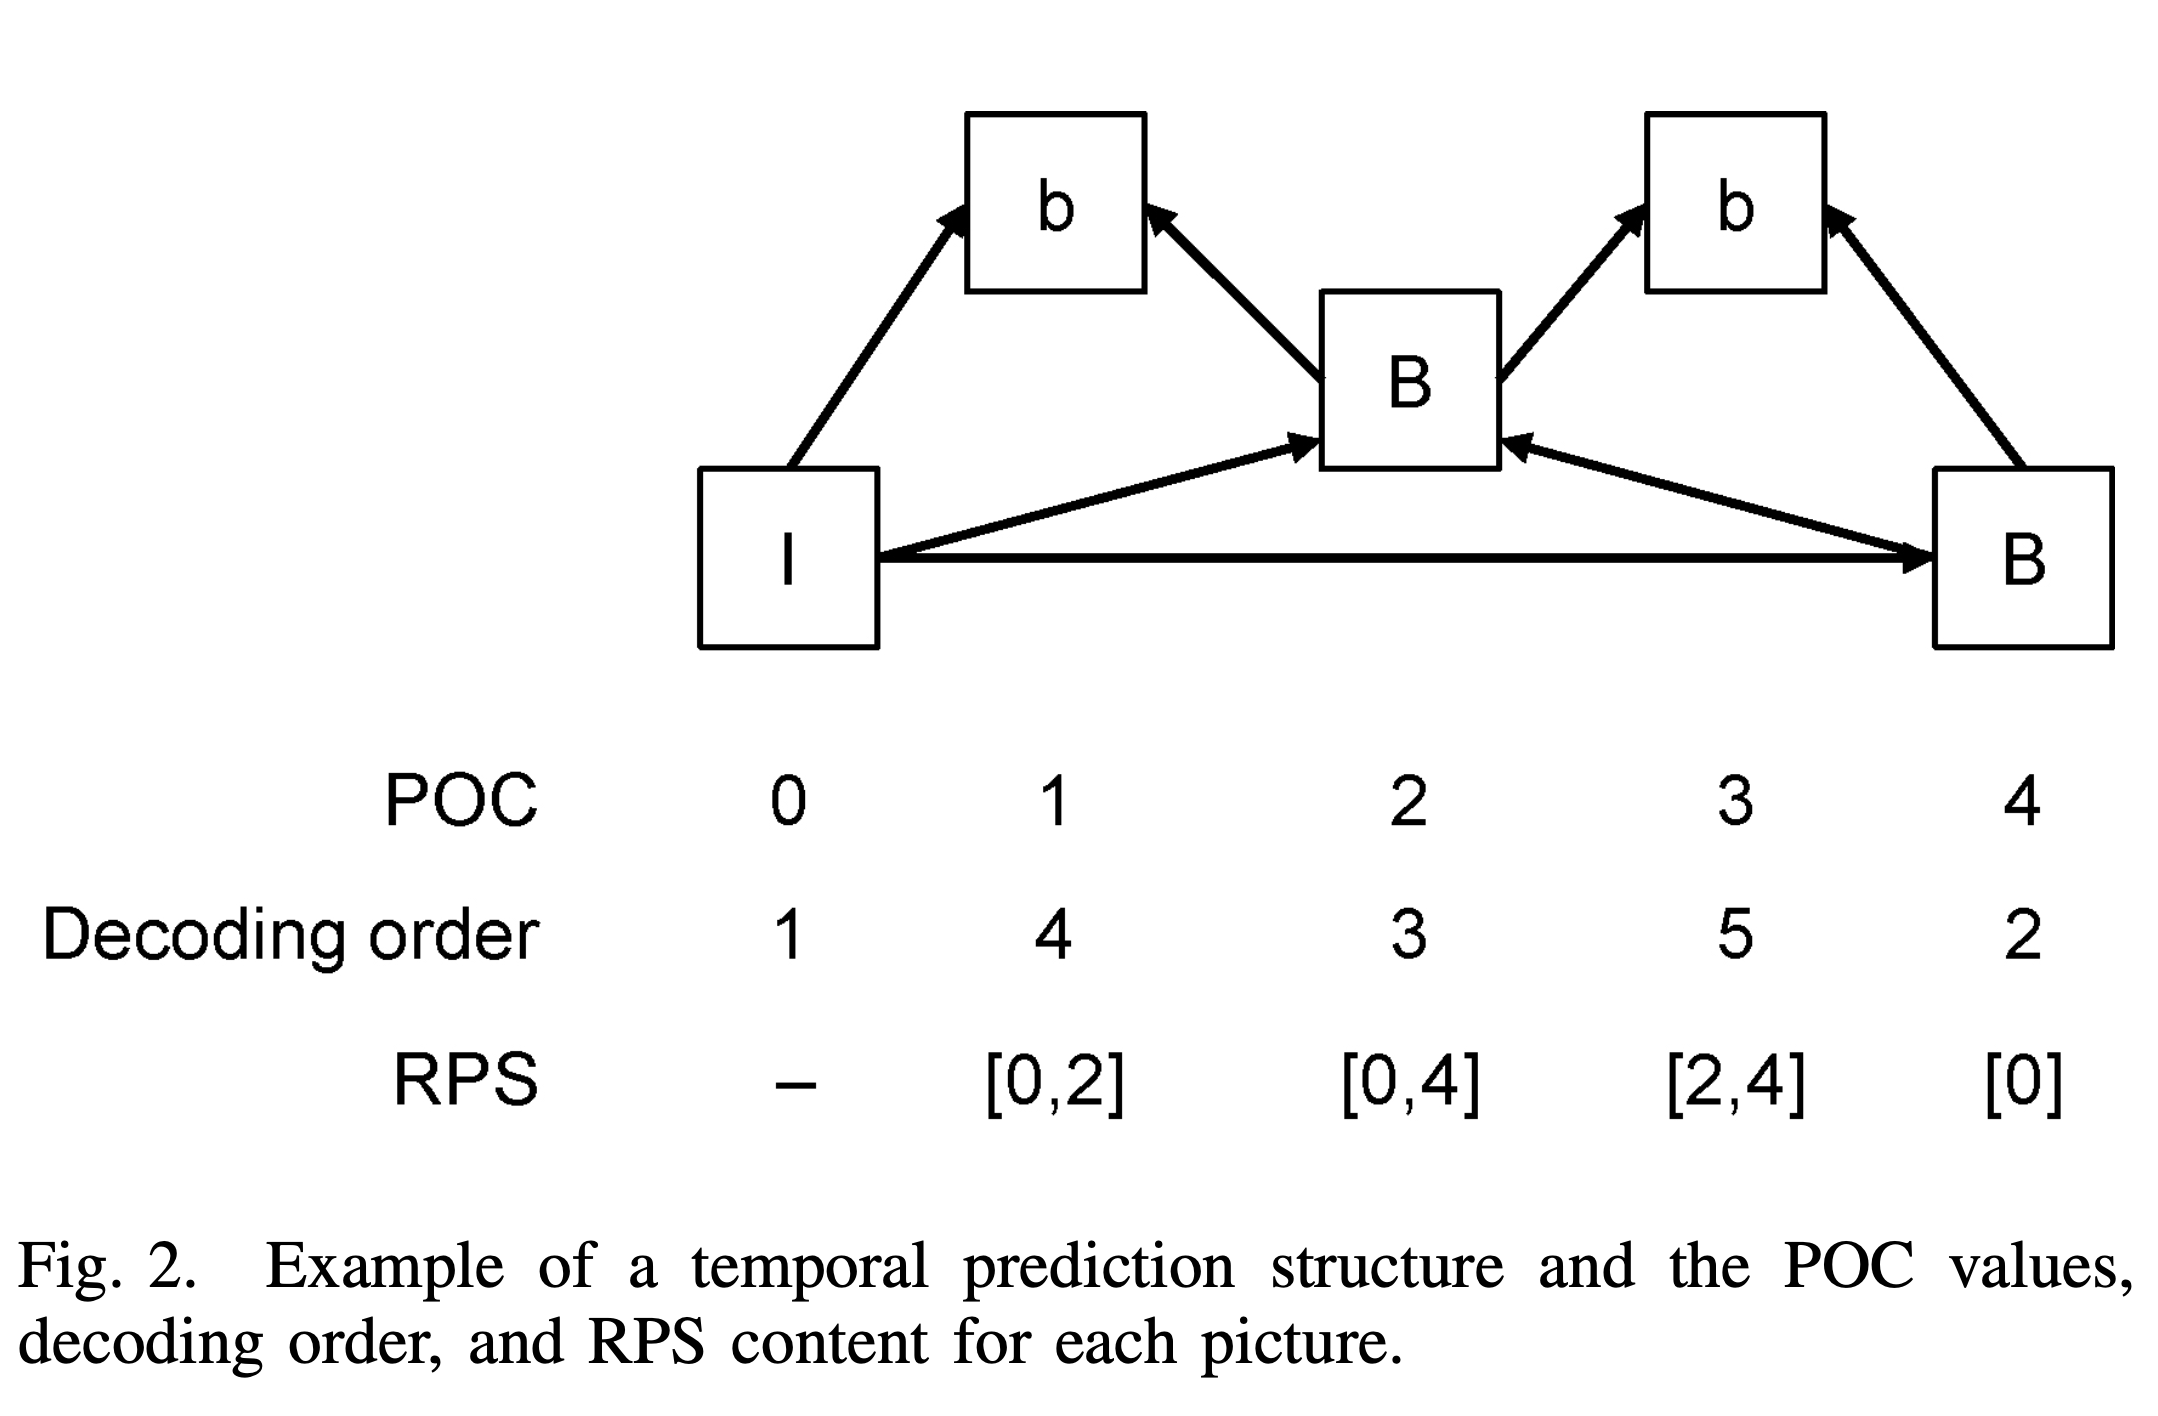 b b
B
I B
POC 0 1 2 3 4
Decoding order 1 4 3 5 2
RPS – [0,2] [0,4] [2,4] [0]
Fig. 2. Example of a temporal prediction structure and the POC values,
decoding order, and RPS content for each picture.